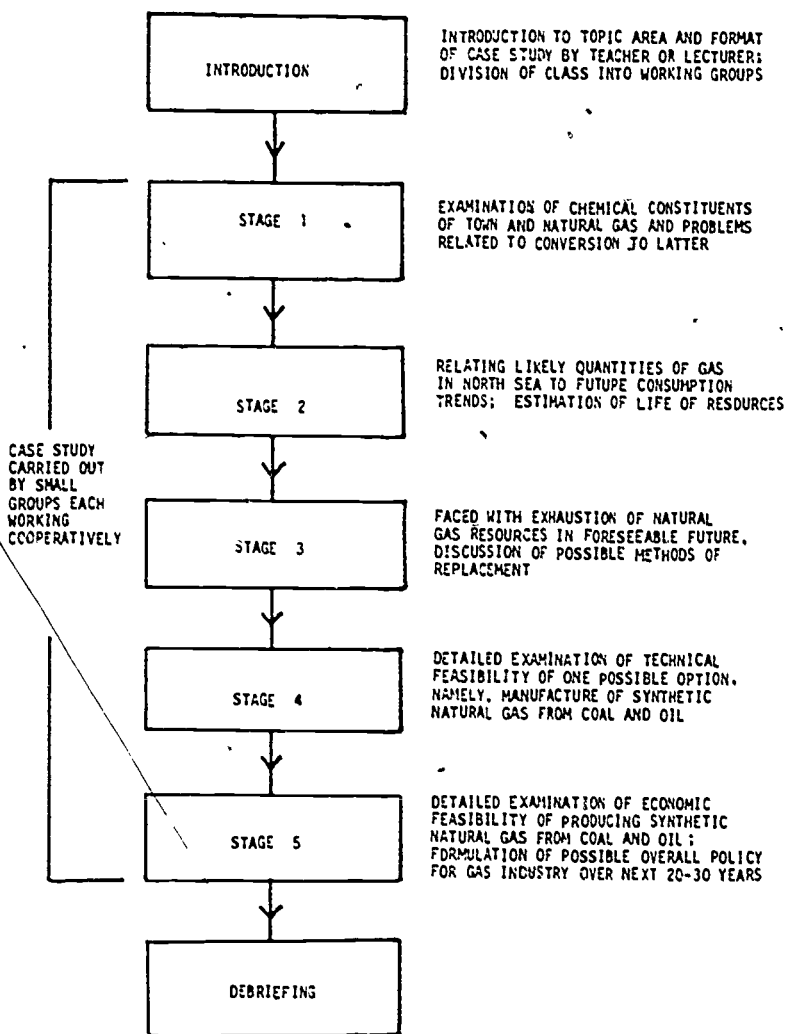 INTRODUCTION
INTRODUCTION TO TOPIC AREA AND FORMAT
OF CASE STUDY BY TEACHER OR LECTURER;
DIVISION OF CLASS INTO WORKING GROUPS
STAGE 1
EXAMINATION OF CHEMICAL CONSTITUENTS
OF TOWN AND NATURAL GAS AND PROBLEMS
RELATED TO CONVERSION TO LATTER
STAGE 2
RELATING LIKELY QUANTITIES OF GAS
IN NORTH SEA TO FUTURE CONSUMPTION
TRENDS; ESTIMATION OF LIFE OF RESOURCES
CASE STUDY
CARRIED OUT
BY SMALL
GROUPS EACH
WORKING
COOPERATIVELY
STAGE 3
FACED WITH EXHAUSTION OF NATURAL
GAS RESOURCES IN FORESEEABLE FUTURE,
DISCUSSION OF POSSIBLE METHODS OF
REPLACEMENT
STAGE 4
DETAILED EXAMINATION OF TECHNICAL
FEASIBILITY OF ONE POSSIBLE OPTION,
NAMELY, MANUFACTURE OF SYNTHETIC
NATURAL GAS FROM COAL AND OIL
STAGE 5
DETAILED EXAMINATION OF ECONOMIC
FEASIBILITY OF PRODUCING SYNTHETIC
NATURAL GAS FROM COAL AND OIL;
FORMULATION OF POSSIBLE OVERALL POLICY
FOR GAS INDUSTRY OVER NEXT 20-30 YEARS
DEBRIEFING